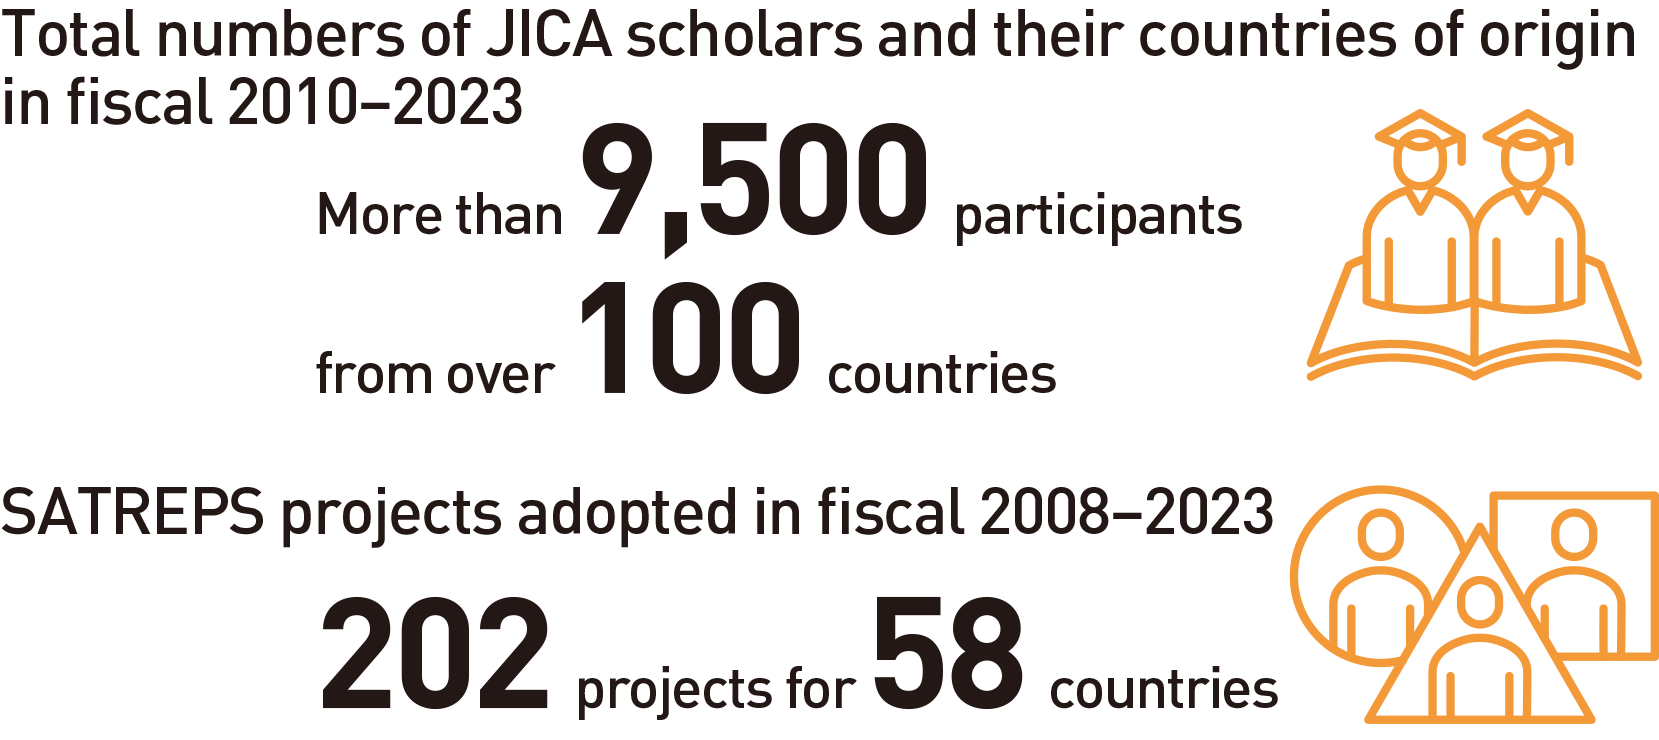 Total numbers of JICA scholars and their countries of origin
in fiscal 2010–2023
More than 9,500 participants
from over 100 countries
SATREPS projects adopted in fiscal 2008–2023
202 projects for 58 countries